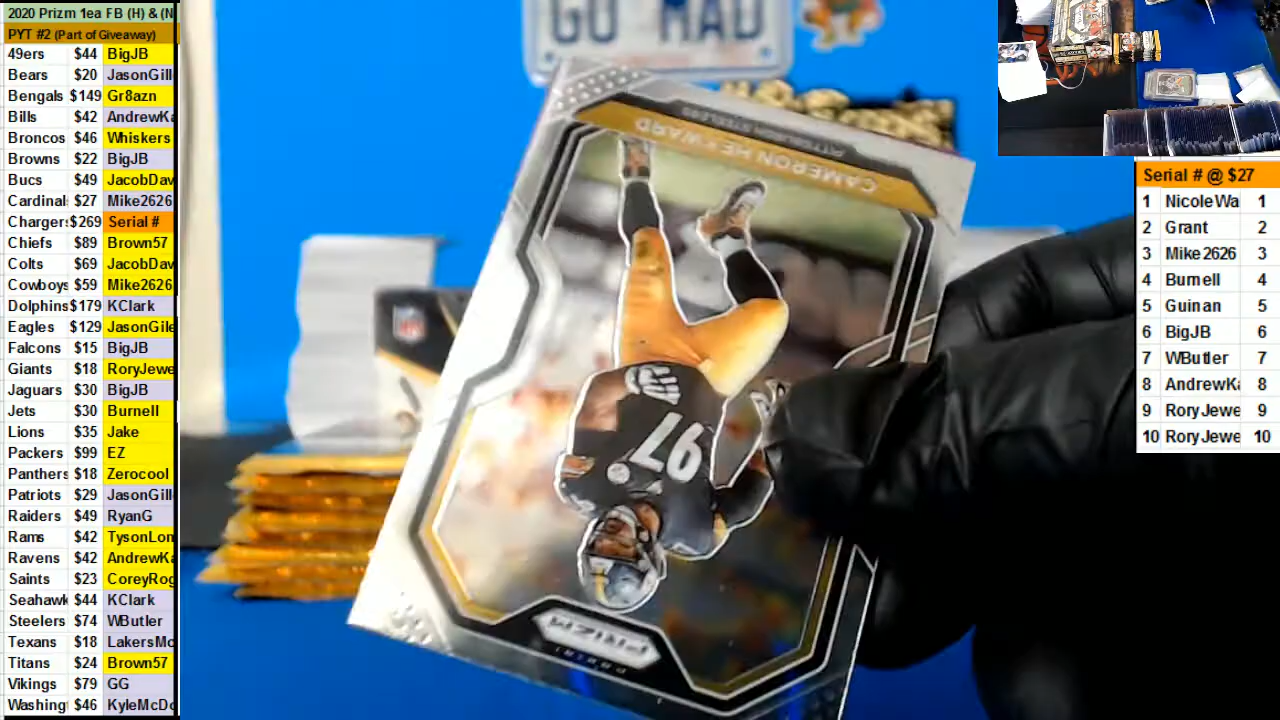 2020 Prizm 1ea FB (H) & (N
PYT #2 (Part of Giveaway)
49ers $44 BigJB
Bears $20 JasonGill
Bengals $149 Gr8azn
Bills $42 AndrewKa
Broncos $46 Whiskers
Browns $22 BigJB
Bucs $49 JacobDav
Cardinal $27 Mike2626
Chargers $269 Serial #
Chiefs $89 Brown57
Colts $69 JacobDav
Cowboys $59 Mike2626
Dolphins $179 KClark
Eagles $129 JasonGile
Falcons $15 BigJB
Giants $18 RoryJewe
Jaguars $30 BigJB
Jets $30 Burnell
Lions $35 Jake
Packers $99 EZ
Panthers $18 Zerocool
Patriots $29 JasonGill
Raiders $49 RyanG
Rams $42 TysonLon
Ravens $42 AndrewKa
Saints $23 CoreyRog
Seahawk $44 KClark
Steelers $74 WButler
Texans $18 LakersMc
Titans $24 Brown57
Vikings $79 GG
Washing $46 KyleMcDo
GO MAD
PITTSBURGH STEELERS
CAMERON HEYWARD
97
PANINI
PRIZM
NFL
Serial # @ $27
1 NicoleWa 1
2 Grant 2
3 Mike2626 3
4 Burnell 4
5 Guinan 5
6 BigJB 6
7 WButler 7
8 AndrewKa 8
9 RoryJewe 9
10 RoryJewe 10